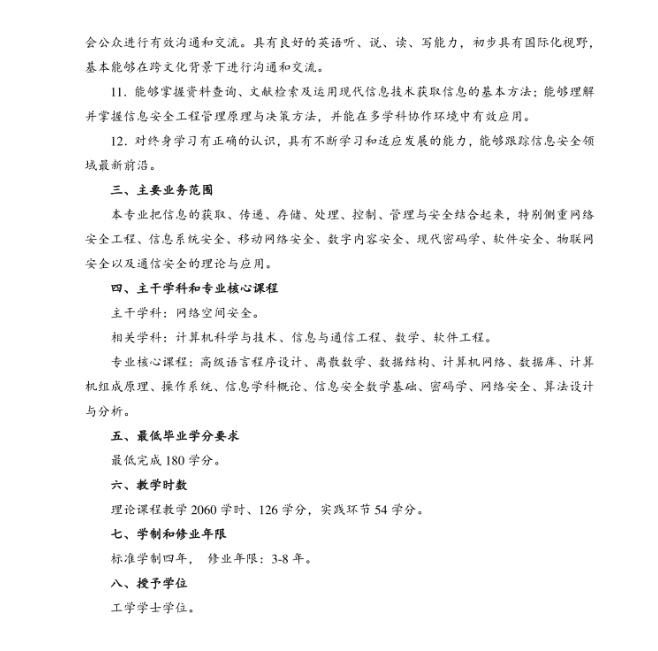 会公众进行有效沟通和交流。具有良好的英语听、说、读、写能力，初步具有国际化视野，
基本能够在跨文化背景下进行沟通和交流。
11．能够掌握资料查询、文献检索及运用现代信息技术获取信息的基本方法；能够理解
并掌握信息安全工程管理原理与决策方法，并能在多学科协作环境中有效应用。
12．对终身学习有正确的认识，具有不断学习和适应发展的能力，能够跟踪信息安全领
域最新前沿。
三、主要业务范围
本专业把信息的获取、传递、存储、处理、控制、管理与安全结合起来，特别侧重网络
安全工程、信息系统安全、移动网络安全、数字内容安全、现代密码学、软件安全、物联网
安全以及通信安全的理论与应用。
四、主干学科和专业核心课程
主干学科：网络空间安全。
相关学科：计算机科学与技术、信息与通信工程、数学、软件工程。
专业核心课程：高级语言程序设计、离散数学、数据结构、计算机网络、数据库、计算
机组成原理、操作系统、信息学科概论、信息安全数学基础、密码学、网络安全、算法设计
与分析。
五、最低毕业学分要求
最低完成 180 学分。
六、教学时数
理论课程教学 2060 学时、126 学分，实践环节 54 学分。
七、学制和修业年限
标准学制四年， 修业年限：3-8 年。
八、授予学位
工学学士学位。